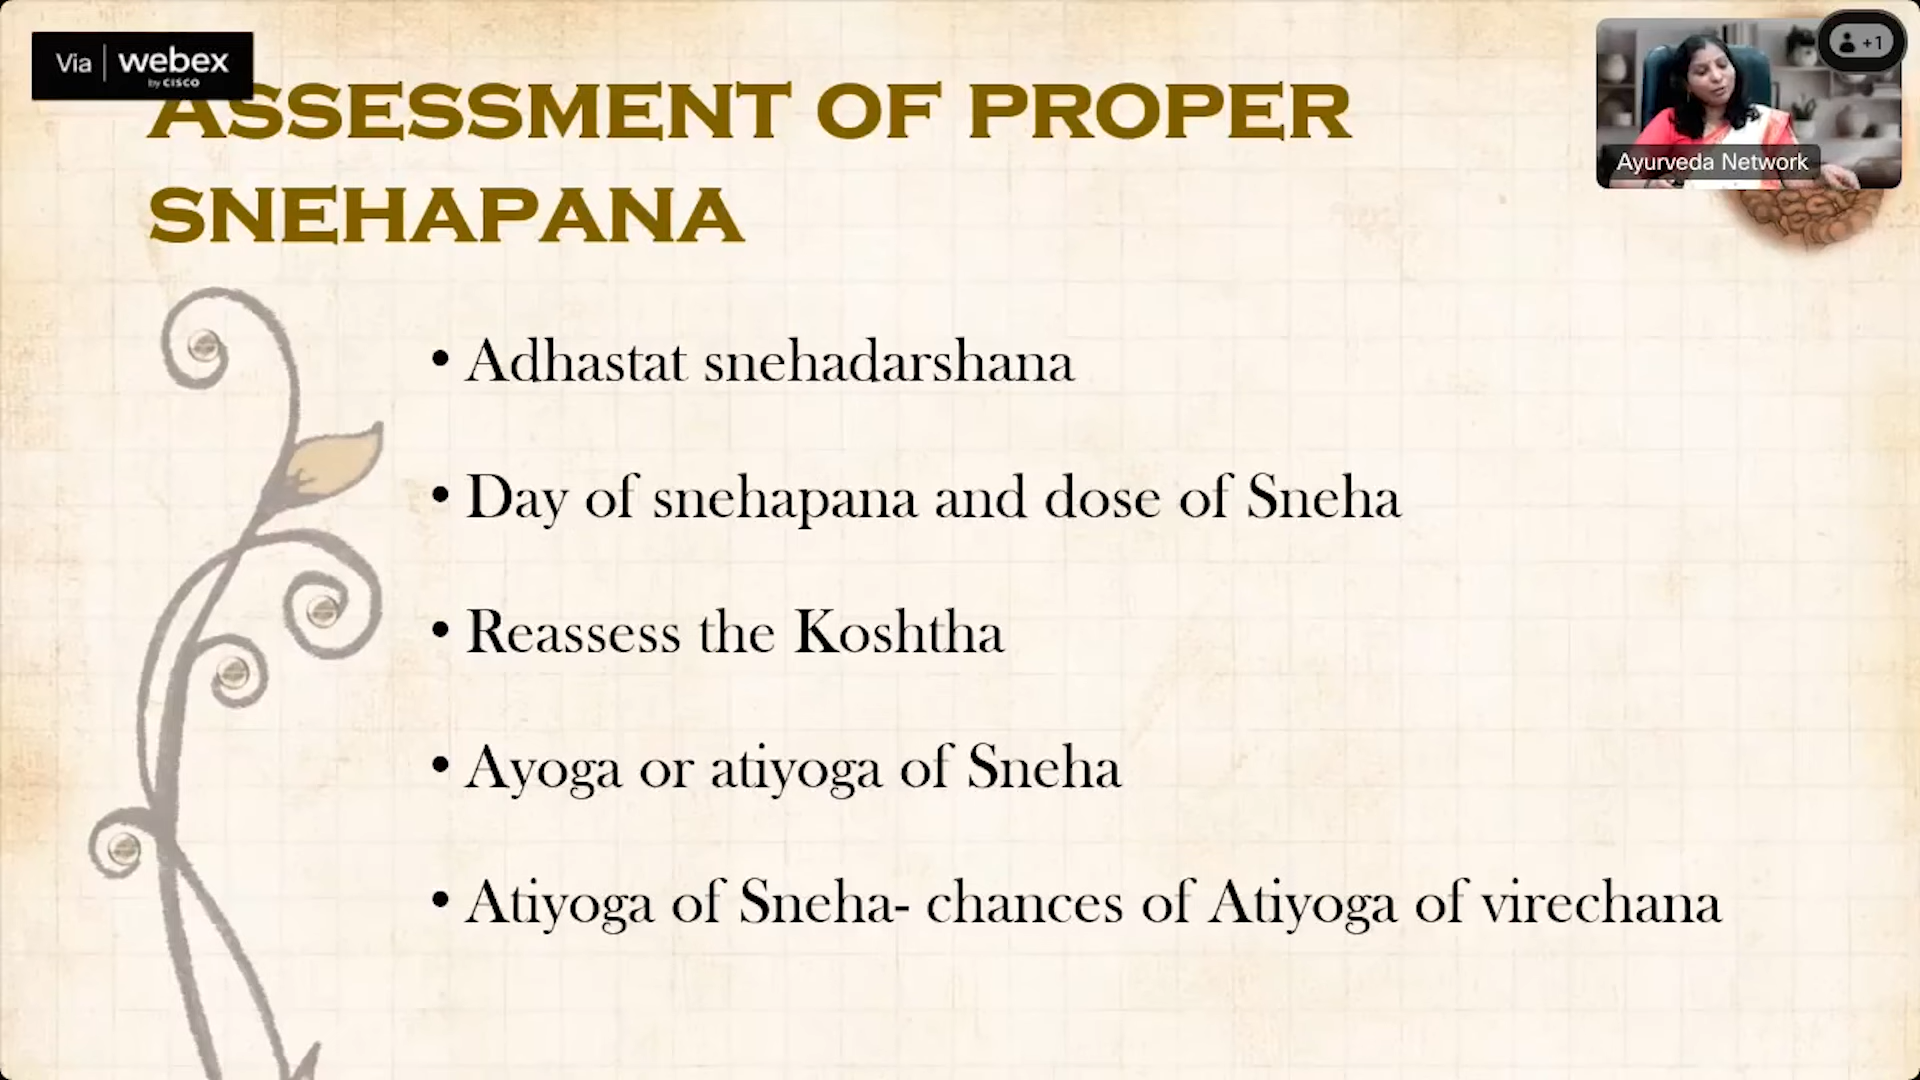 Via webex
by CISCO
ASSESSMENT OF PROPER
SNEHAPANA
+1
Ayurveda Network
• Adhastat snehadarshana
• Day of snehapana and dose of Sneha
• Reassess the Koshtha
• Ayoga or atiyoga of Sneha
• Atiyoga of Sneha- chances of Atiyoga of virechana